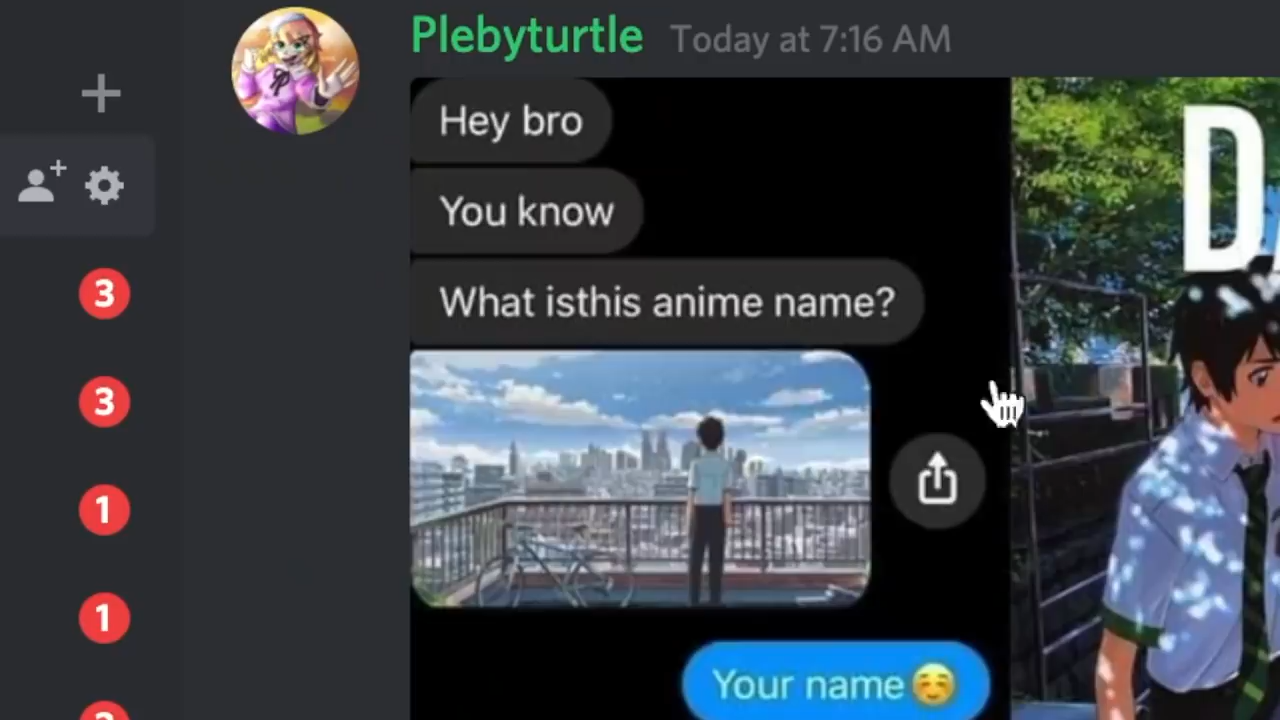 Plebyturtle Today at 7:16 AM
Hey bro
You know
What isthis anime name?
Your name☺️
D
3
3
1
1